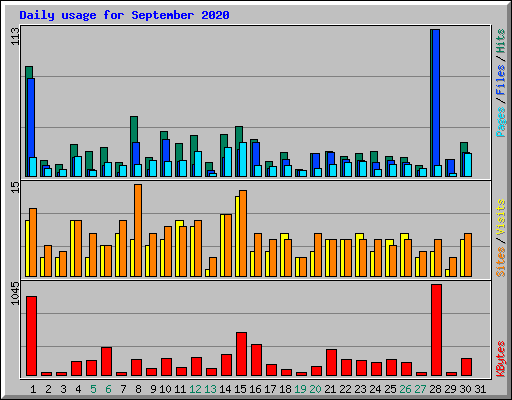 Daily usage for September 2020
113
Pages / Files / Hits
15
Sites / Visits
1045
KBytes
1 2 3 4 5 6 7 8 9 10 11 12 13 14 15 16 17 18 19 20 21 22 23 24 25 26 27 28 29 30 31